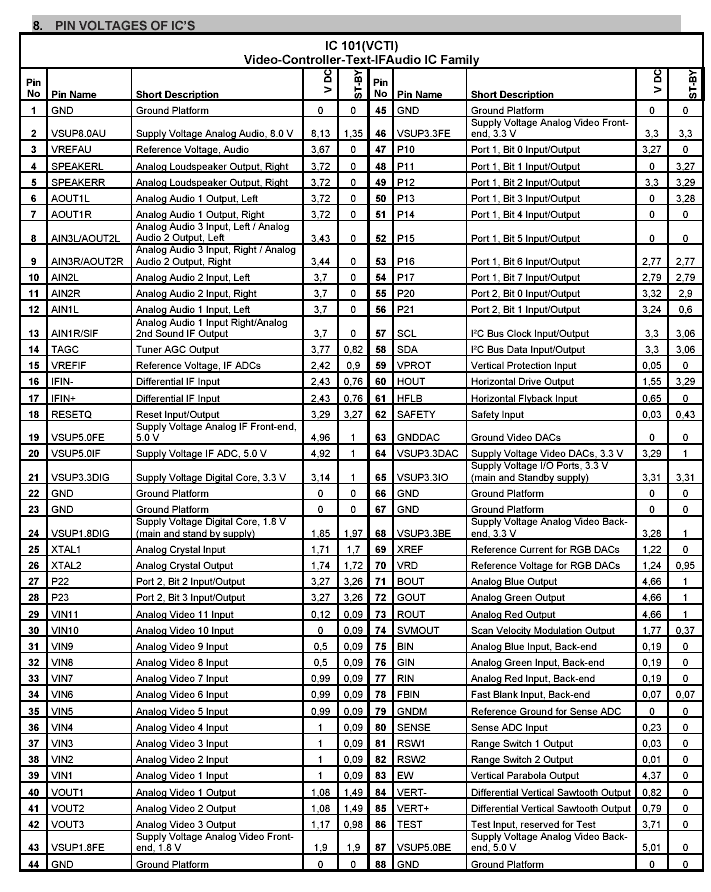 8. PIN VOLTAGES OF IC'S
IC 101(VCTI)
Video-Controller-Text-IFAudio IC Family
Pin No Pin Name Short Description V DC ST-BY Pin No Pin Name Short Description V DC ST-BY
1 GND Ground Platform 0 0 45 GND Ground Platform 0 0
2 VSUP8.0AU Supply Voltage Analog Audio, 8.0 V 8,13 1,35 46 VSUP3.3FE Supply Voltage Analog Video Front-end, 3.3 V 3,3 3,3
3 VREFAU Reference Voltage, Audio 3,67 0 47 P10 Port 1, Bit 0 Input/Output 3,27 0
4 SPEAKERL Analog Loudspeaker Output, Right 3,72 0 48 P11 Port 1, Bit 1 Input/Output 0 3,27
5 SPEAKERR Analog Loudspeaker Output, Right 3,72 0 49 P12 Port 1, Bit 2 Input/Output 3,3 3,29
6 AOUT1L Analog Audio 1 Output, Left 3,72 0 50 P13 Port 1, Bit 3 Input/Output 0 3,28
7 AOUT1R Analog Audio 1 Output, Right 3,72 0 51 P14 Port 1, Bit 4 Input/Output 0 0
8 AIN3L/AOUT2L Analog Audio 3 Input, Left / Analog Audio 2 Output, Left 3,43 0 52 P15 Port 1, Bit 5 Input/Output 0 0
9 AIN3R/AOUT2R Analog Audio 3 Input, Right / Analog Audio 2 Output, Right 3,44 0 53 P16 Port 1, Bit 6 Input/Output 2,77 2,77
10 AIN2L Analog Audio 2 Input, Left 3,7 0 54 P17 Port 1, Bit 7 Input/Output 2,79 2,79
11 AIN2R Analog Audio 2 Input, Right 3,7 0 55 P20 Port 2, Bit 0 Input/Output 3,32 2,9
12 AIN1L Analog Audio 1 Input, Left 3,7 0 56 P21 Port 2, Bit 1 Input/Output 3,24 0,6
13 AIN1R/SIF Analog Audio 1 Input Right/Analog 2nd Sound IF Output 3,7 0 57 SCL I²C Bus Clock Input/Output 3,3 3,06
14 TAGC Tuner AGC Output 3,77 0,82 58 SDA I²C Bus Data Input/Output 3,3 3,06
15 VREFIF Reference Voltage, IF ADCs 2,42 0,9 59 VPROT Vertical Protection Input 0,05 0
16 IFIN- Differential IF Input 2,43 0,76 60 HOUT Horizontal Drive Output 1,55 3,29
17 IFIN+ Differential IF Input 2,43 0,76 61 HFLB Horizontal Flyback Input 0,65 0
18 RESETQ Reset Input/Output 3,29 3,27 62 SAFETY Safety Input 0,03 0,43
19 VSUP5.0FE Supply Voltage Analog IF Front-end, 5.0 V 4,96 1 63 GNDDAC Ground Video DACs 0 0
20 VSUP5.0IF Supply Voltage IF ADC, 5.0 V 4,92 1 64 VSUP3.3DAC Supply Voltage Video DACs, 3.3 V 3,29 1
21 VSUP3.3DIG Supply Voltage Digital Core, 3.3 V 3,14 1 65 VSUP3.3IO Supply Voltage I/O Ports, 3.3 V (main and Standby supply) 3,31 3,31
22 GND Ground Platform 0 0 66 GND Ground Platform 0 0
23 GND Ground Platform 0 0 67 GND Ground Platform 0 0
24 VSUP1.8DIG Supply Voltage Digital Core, 1.8 V (main and stand by supply) 1,85 1,97 68 VSUP3.3BE Supply Voltage Analog Video Back-end, 3.3 V 3,28 1
25 XTAL1 Analog Crystal Input 1,71 1,7 69 XREF Reference Current for RGB DACs 1,22 0
26 XTAL2 Analog Crystal Output 1,74 1,72 70 VRD Reference Voltage for RGB DACs 1,24 0,95
27 P22 Port 2, Bit 2 Input/Output 3,27 3,26 71 BOUT Analog Blue Output 4,66 1
28 P23 Port 2, Bit 3 Input/Output 3,27 3,26 72 GOUT Analog Green Output 4,66 1
29 VIN11 Analog Video 11 Input 0,12 0,09 73 ROUT Analog Red Output 4,66 1
30 VIN10 Analog Video 10 Input 0 0,09 74 SVMOUT Scan Velocity Modulation Output 1,77 0,37
31 VIN9 Analog Video 9 Input 0,5 0,09 75 BIN Analog Blue Input, Back-end 0,19 0
32 VIN8 Analog Video 8 Input 0,5 0,09 76 GIN Analog Green Input, Back-end 0,19 0
33 VIN7 Analog Video 7 Input 0,99 0,09 77 RIN Analog Red Input, Back-end 0,19 0
34 VIN6 Analog Video 6 Input 0,99 0,09 78 FBIN Fast Blank Input, Back-end 0,07 0,07
35 VIN5 Analog Video 5 Input 0,99 0,09 79 GNDM Reference Ground for Sense ADC 0 0
36 VIN4 Analog Video 4 Input 1 0,09 80 SENSE Sense ADC Input 0,23 0
37 VIN3 Analog Video 3 Input 1 0,09 81 RSW1 Range Switch 1 Output 0,03 0
38 VIN2 Analog Video 2 Input 1 0,09 82 RSW2 Range Switch 2 Output 0,01 0
39 VIN1 Analog Video 1 Input 1 0,09 83 EW Vertical Parabola Output 4,37 0
40 VOUT1 Analog Video 1 Output 1,08 1,49 84 VERT- Differential Vertical Sawtooth Output 0,82 0
41 VOUT2 Analog Video 2 Output 1,08 1,49 85 VERT+ Differential Vertical Sawtooth Output 0,79 0
42 VOUT3 Analog Video 3 Output 1,17 0,98 86 TEST Test Input, reserved for Test 3,71 0
43 VSUP1.8FE Supply Voltage Analog Video Front-end, 1.8 V 1,9 1,9 87 VSUP5.0BE Supply Voltage Analog Video Back-end, 5.0 V 5,01 0
44 GND Ground Platform 0 0 88 GND Ground Platform 0 0